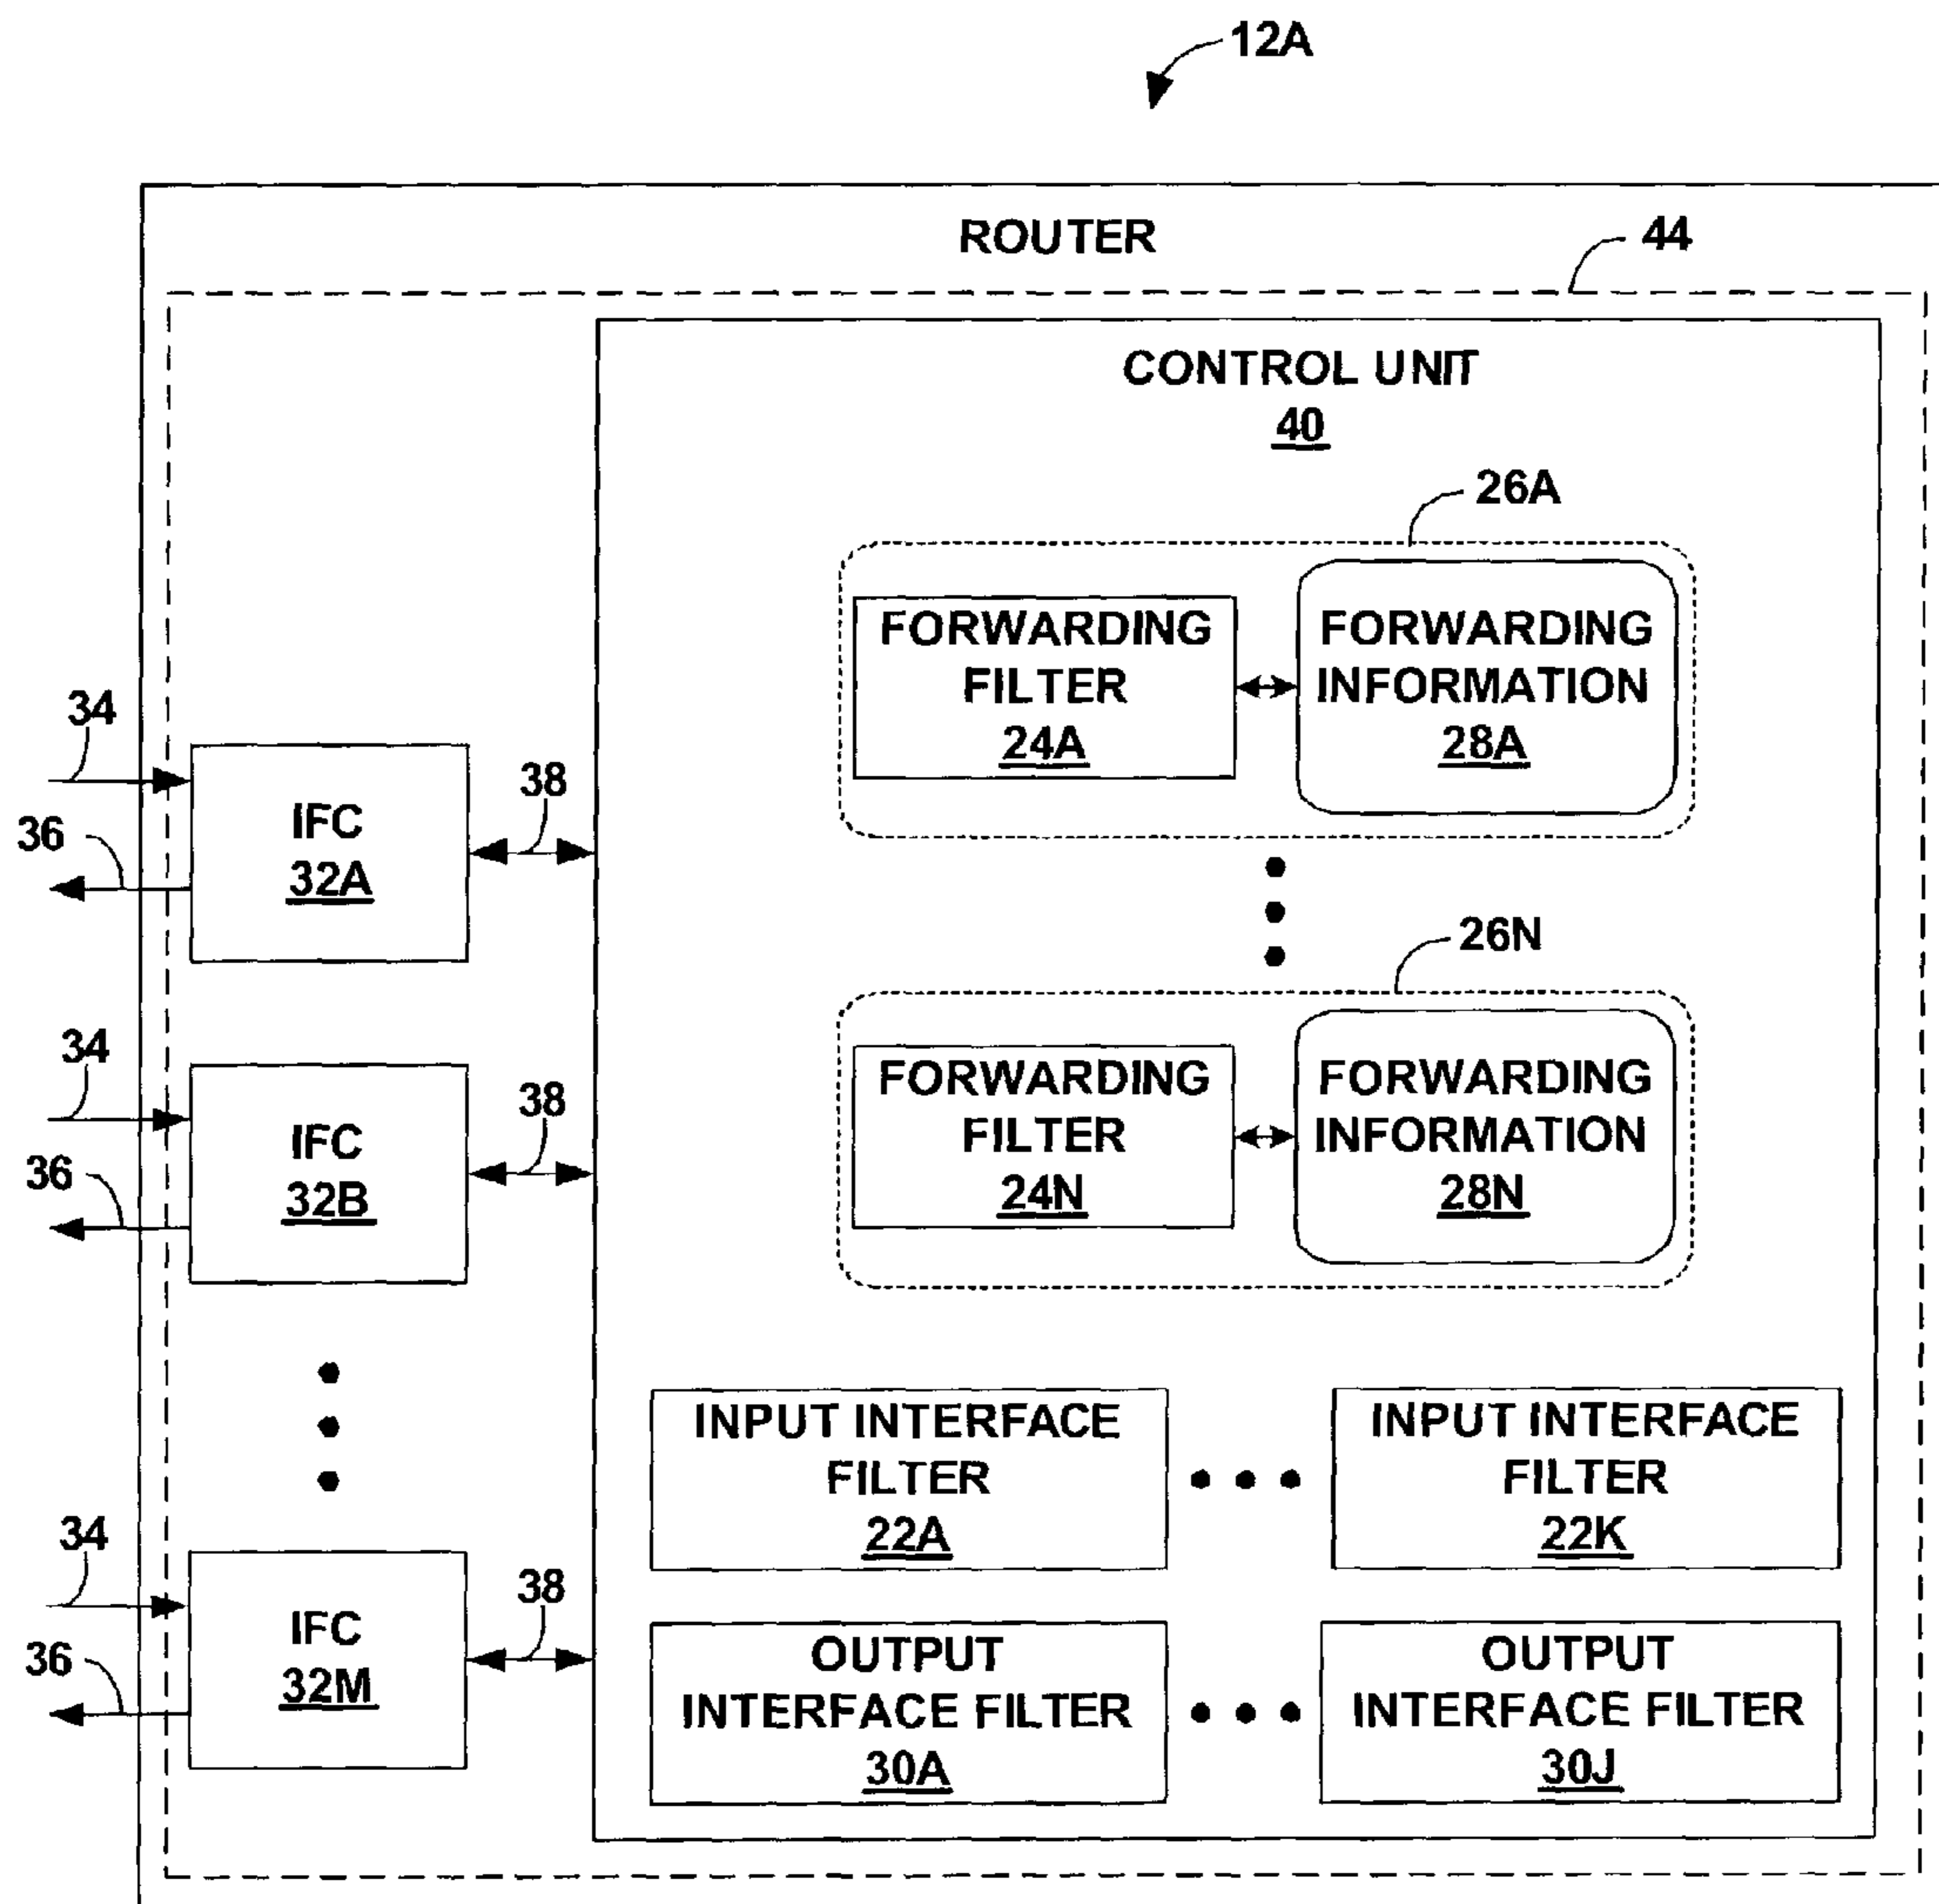 12A
ROUTER
44
CONTROL UNIT
40
26A
FORWARDING
FILTER
24A
FORWARDING
INFORMATION
28A
34
36
IFC
32A
38
26N
FORWARDING
FILTER
24N
FORWARDING
INFORMATION
28N
34
36
IFC
32B
38
INPUT INTERFACE
FILTER
22A
INPUT INTERFACE
FILTER
22K
34
36
IFC
32M
38
OUTPUT
INTERFACE FILTER
30A
OUTPUT
INTERFACE FILTER
30J